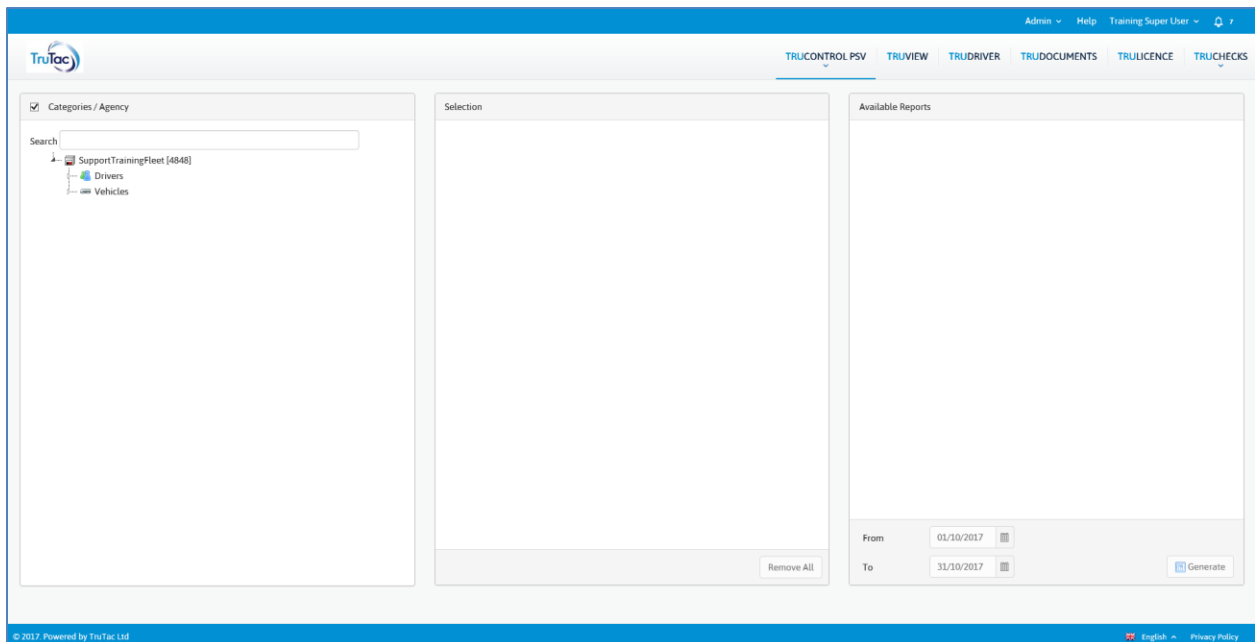 Admin Help Training Super User 7
TruTac
TRUCONTROL PSV TRUVIEW TRUDRIVER TRUDOCUMENTS TRULICENCE TRUCHECKS
Categories / Agency
Search
SupportTrainingFleet [4848]
Drivers
Vehicles
Selection
Remove All
Available Reports
From 01/10/2017
To 31/10/2017
Generate
© 2017. Powered by TruTac Ltd
English Privacy Policy